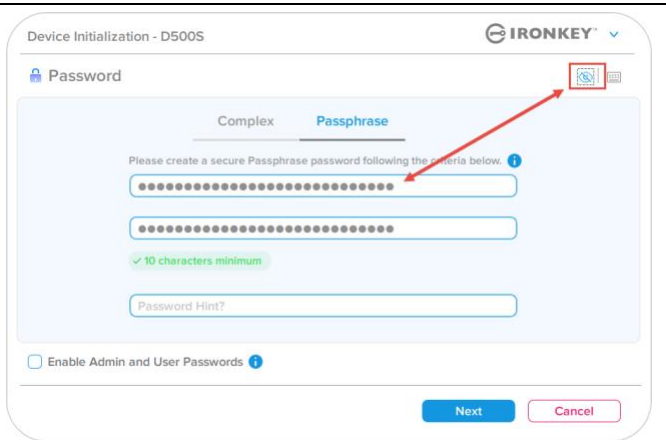 Device Initialization - D500S
IRONKEY™
Password
Complex
Passphrase
Please create a secure Passphrase password following the criteria below.
✓ 10 characters minimum
Password Hint?
Enable Admin and User Passwords
Next
Cancel